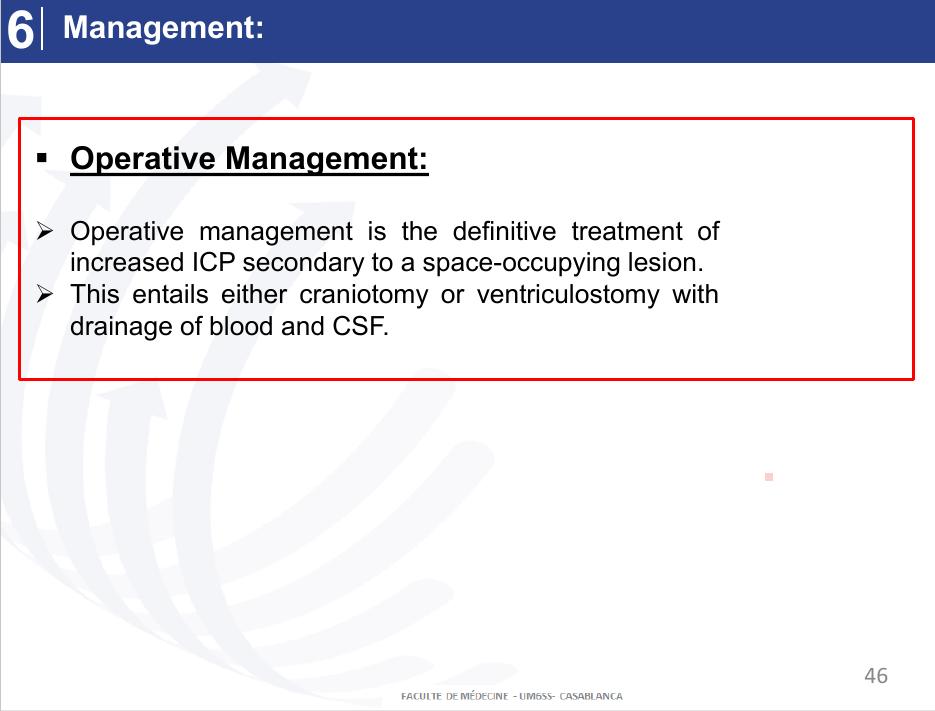 6 Management:
▪ Operative Management:
➢ Operative management is the definitive treatment of
increased ICP secondary to a space-occupying lesion.
➢ This entails either craniotomy or ventriculostomy with
drainage of blood and CSF.
46
FACULTE DE MÉDECINE - UM6SS- CASABLANCA